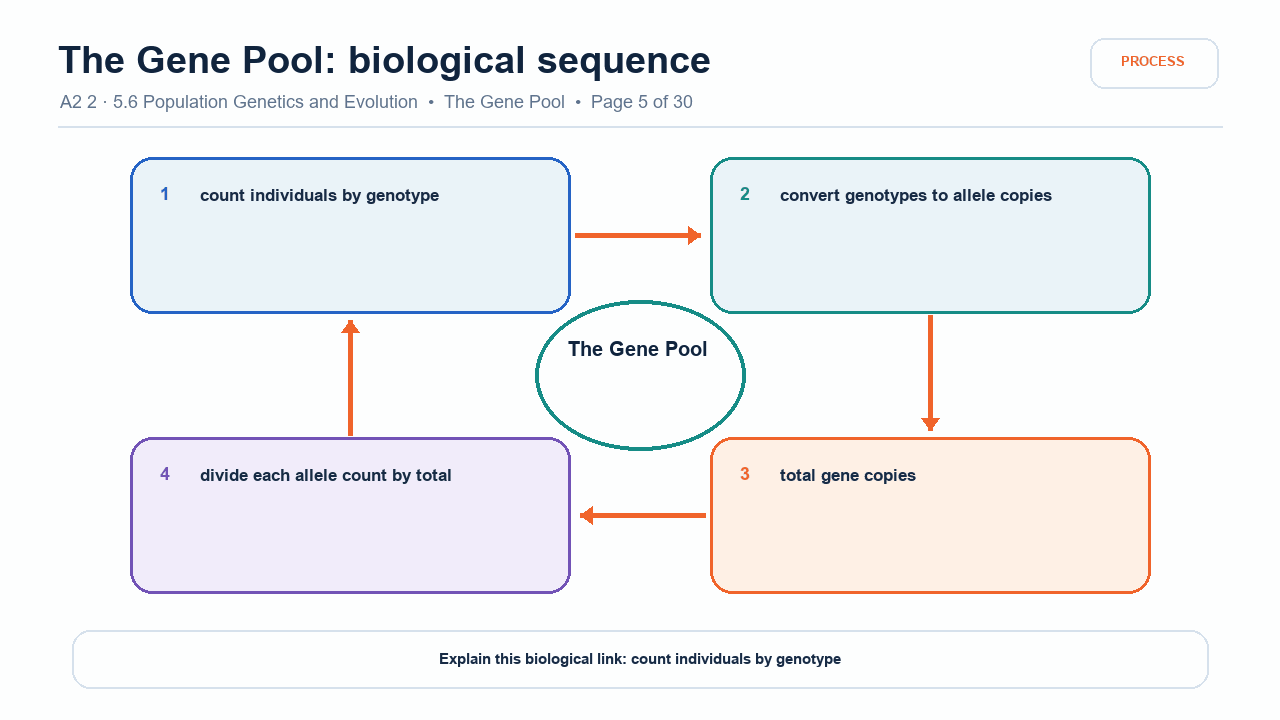 The Gene Pool: biological sequence
PROCESS
A2 2 · 5.6 Population Genetics and Evolution • The Gene Pool • Page 5 of 30
1 count individuals by genotype
2 convert genotypes to allele copies
The Gene Pool
4 divide each allele count by total
3 total gene copies
Explain this biological link: count individuals by genotype